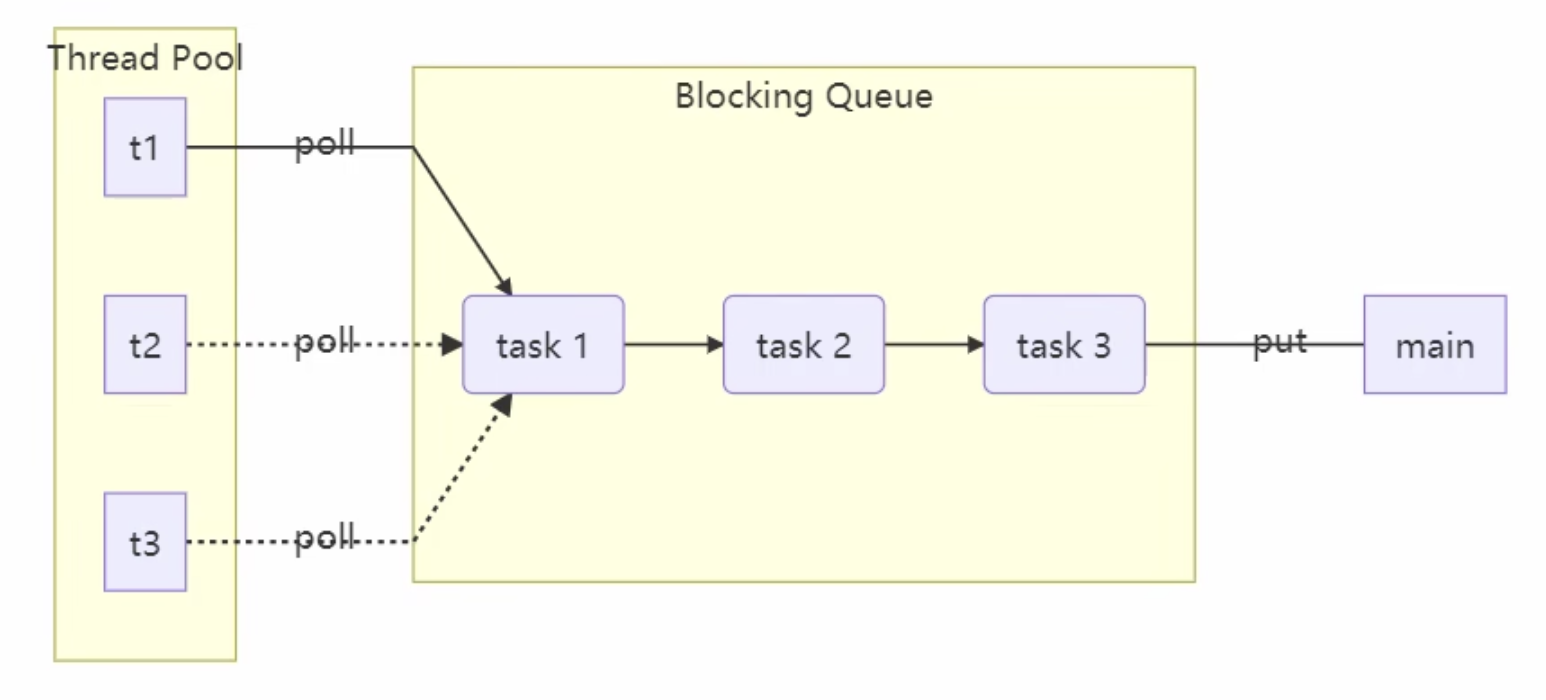 Thread Pool
Blocking Queue
t1
poll
t2
poll
task 1
task 2
task 3
put
main
t3
poll